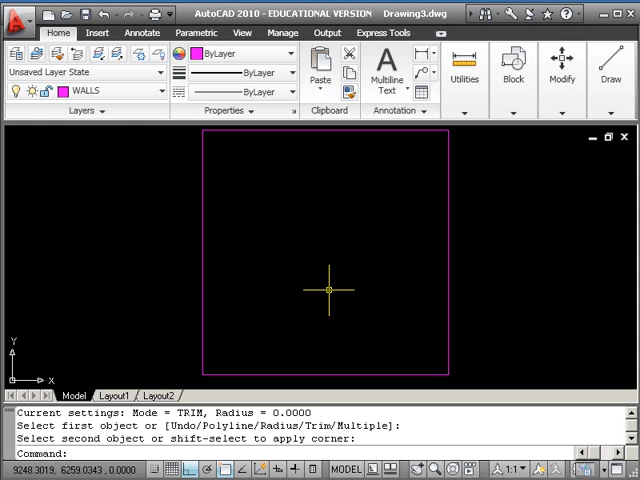 AutoCAD 2010 - EDUCATIONAL VERSION Drawing3.dwg
Home Insert Annotate Parametric View Manage Output Express Tools
Unsaved Layer State
WALLS
Layers
ByLayer
ByLayer
ByLayer
Properties
Paste
Clipboard
A
Multiline
Text
Annotation
Utilities
Block
Modify
Draw
Y
X
Model Layout1 Layout2
Current settings: Mode = TRIM, Radius = 0.0000
Select first object or [Undo/Polyline/Radius/Trim/Multiple]:
Select second object or shift-select to apply corner:
Command:
9248.3019, 6259.0343, 0.0000 MODEL 1:1